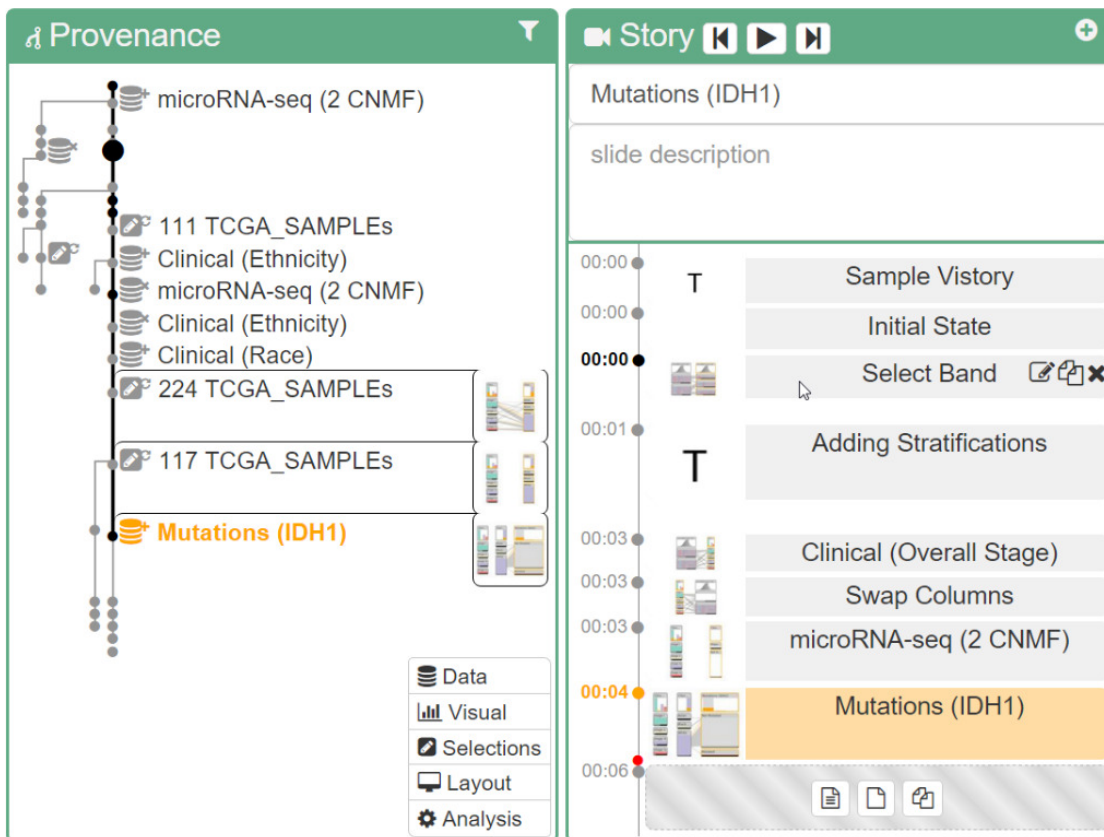 Provenance
microRNA-seq (2 CNMF)
111 TCGA_SAMPLEs
Clinical (Ethnicity)
microRNA-seq (2 CNMF)
Clinical (Ethnicity)
Clinical (Race)
224 TCGA_SAMPLEs
117 TCGA_SAMPLEs
Mutations (IDH1)
Data
Visual
Selections
Layout
Analysis
Story
Mutations (IDH1)
slide description
00:00 T Sample Vistory
00:00 Initial State
00:00 Select Band
00:01 T Adding Stratifications
00:03 Clinical (Overall Stage)
00:03 Swap Columns
00:03 microRNA-seq (2 CNMF)
00:04 Mutations (IDH1)
00:06